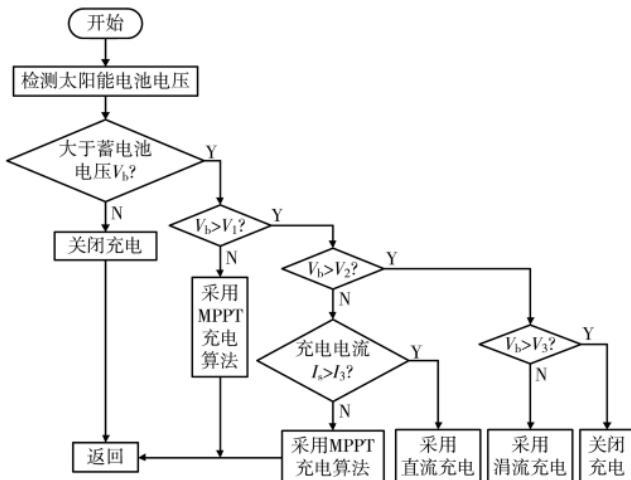 开始
检测太阳能电池电压
大于蓄电池
电压Vb?
Y
N
关闭充电
Vb>V1?
Y
N
采用
MPPT
充电
算法
Vb>V2?
Y
N
充电电流
Is>I3?
Y
N
Vb>V3?
Y
N
返回
采用MPPT
充电算法
采用
直流充电
采用
涓流充电
关闭
充电